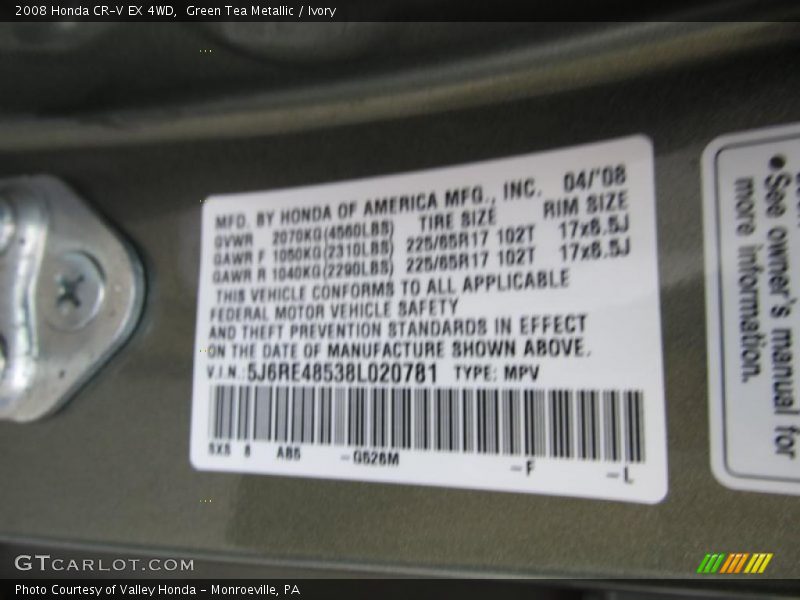 2008 Honda CR-V EX 4WD,  Green Tea Metallic / Ivory
MFD. BY HONDA OF AMERICA MFG., INC. 04/'08
GVWR 2070KG(4560LBS) TIRE SIZE RIM SIZE
GAWR F 1050KG(2310LBS) 225/65R17 102T 17x6.5J
GAWR R 1040KG(2290LBS) 225/65R17 102T 17x6.5J
THIS VEHICLE CONFORMS TO ALL APPLICABLE
FEDERAL MOTOR VEHICLE SAFETY
AND THEFT PREVENTION STANDARDS IN EFFECT
ON THE DATE OF MANUFACTURE SHOWN ABOVE.
V.I.N.: 5J6RE48538L020781 TYPE: MPV
-G526M
-F
-L
• See owner's manual for
more information.
GTCARLOT.COM
Photo Courtesy of Valley Honda - Monroeville, PA